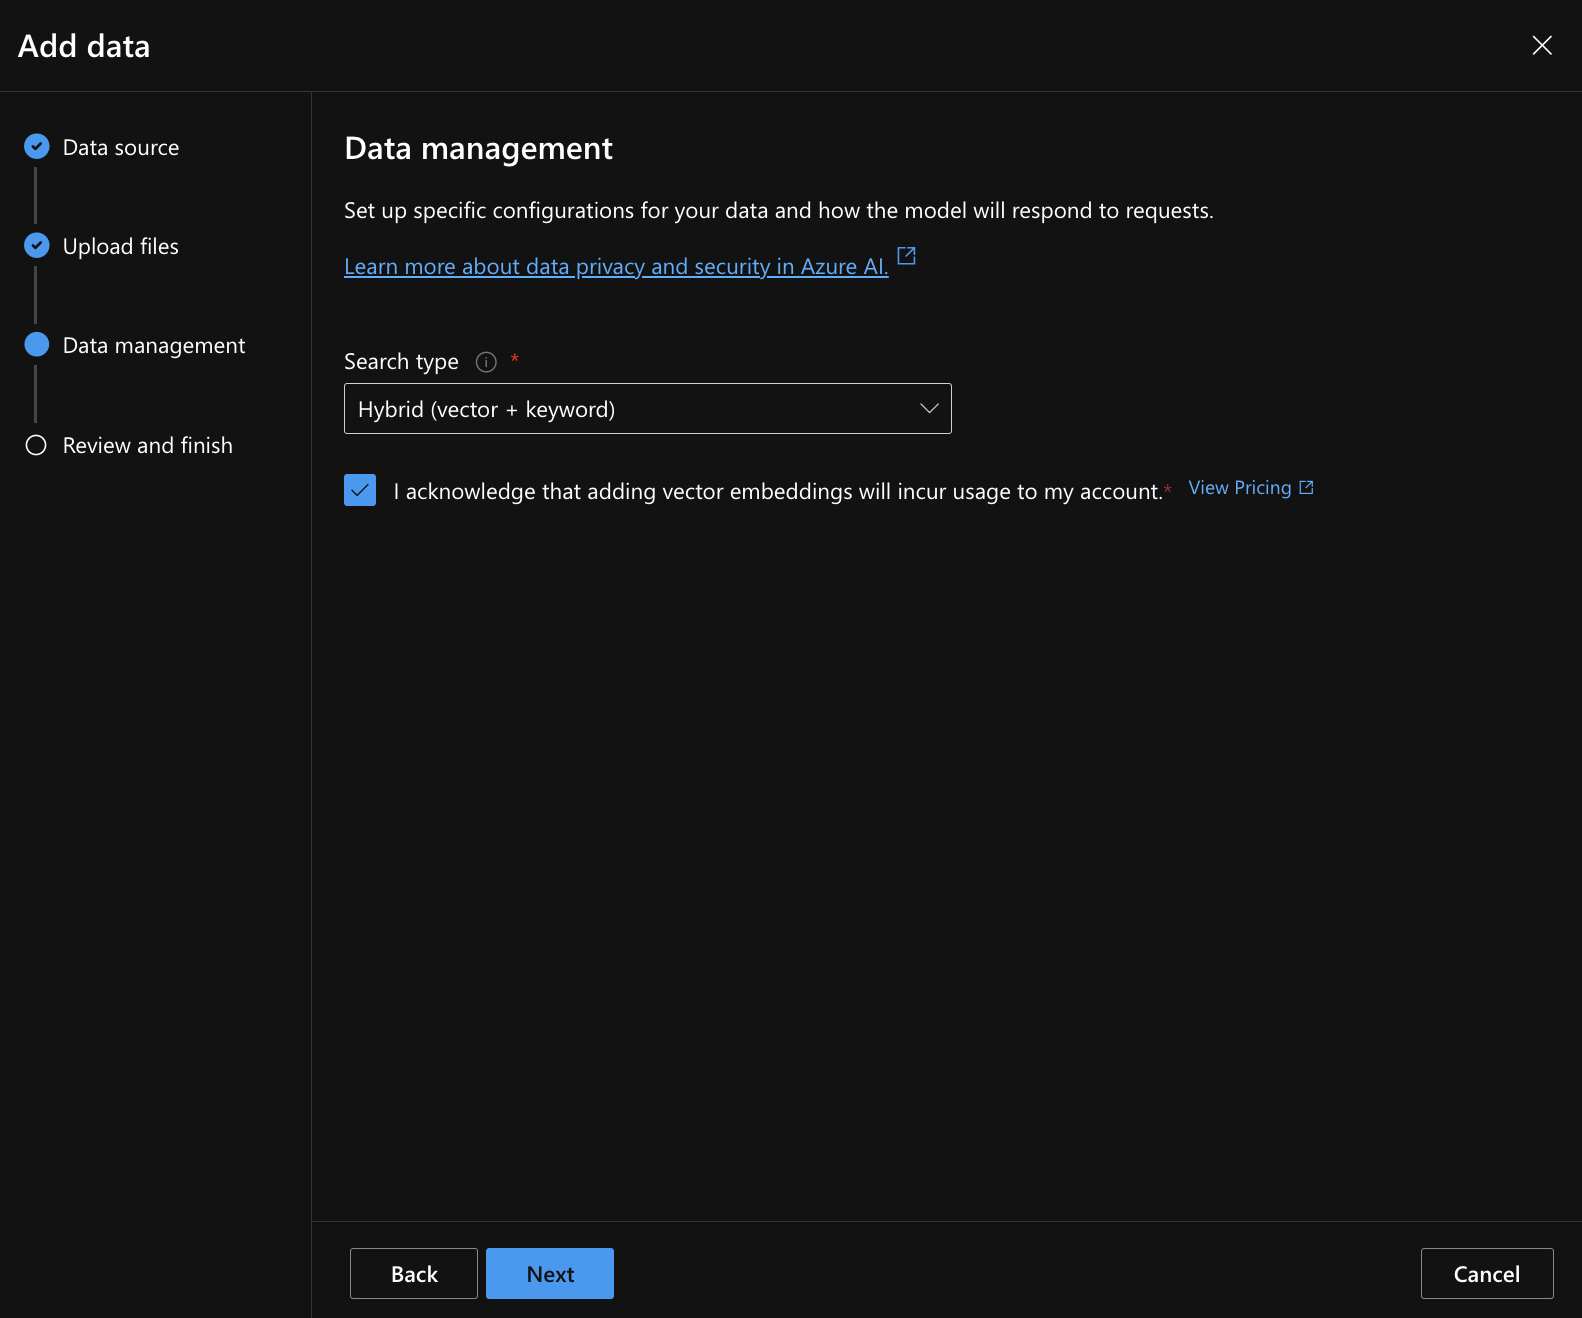 Add data
Data source
Upload files
Data management
Review and finish
Data management
Set up specific configurations for your data and how the model will respond to requests.
Learn more about data privacy and security in Azure AI.
Search type *
Hybrid (vector + keyword)
I acknowledge that adding vector embeddings will incur usage to my account.* View Pricing
Back Next Cancel